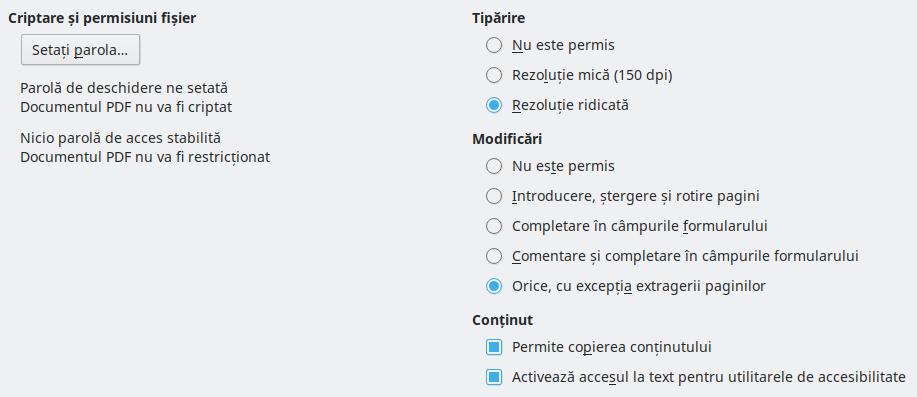 Criptare și permisiuni fișier
Setați parola...
Parolă de deschidere ne setată
Documentul PDF nu va fi criptat
Nicio parolă de acces stabilită
Documentul PDF nu va fi restricționat
Tipărire
Nu este permis
Rezoluție mică (150 dpi)
Rezoluție ridicată
Modificări
Nu este permis
Introducere, ștergere și rotire pagini
Completare în câmpurile formularului
Comentare și completare în câmpurile formularului
Orice, cu excepția extragerii paginilor
Conținut
Permite copierea conținutului
Activează accesul la text pentru utilitarele de accesibilitate